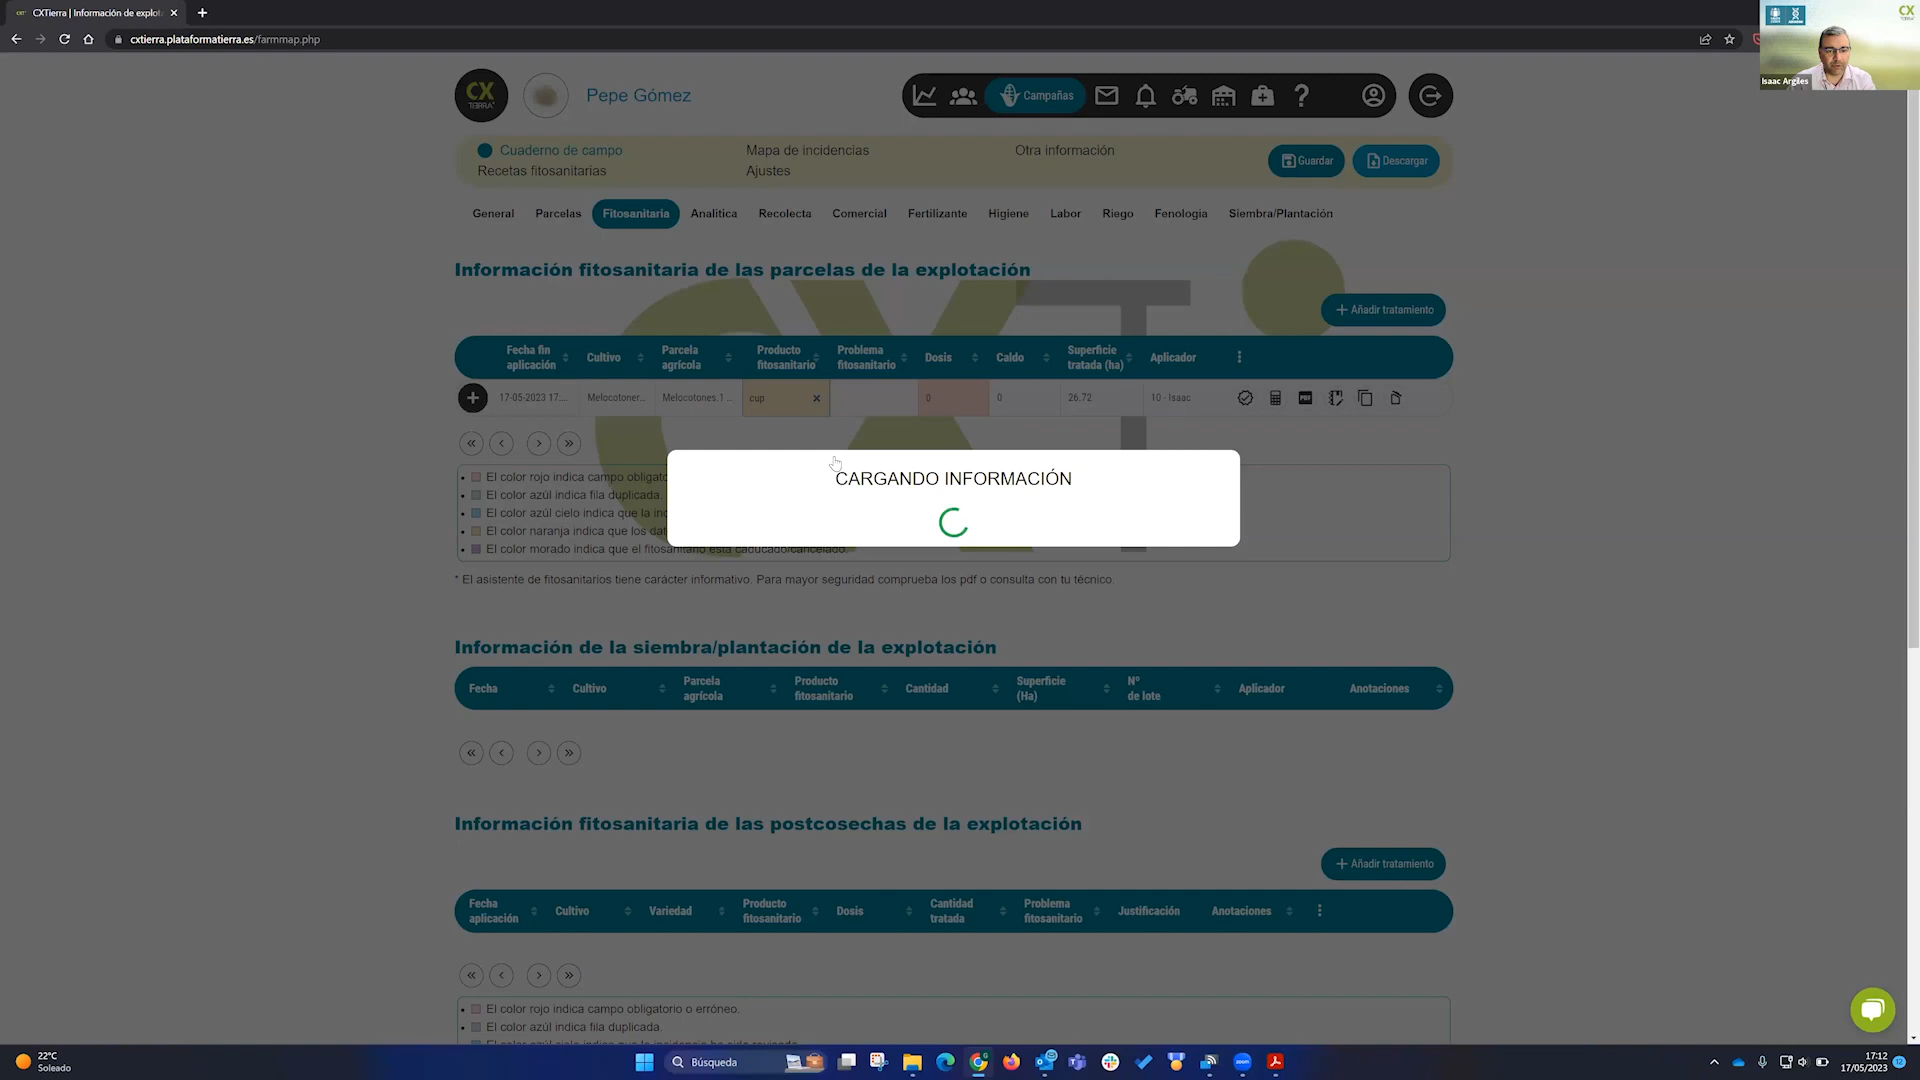 CXTierra | Información de explot
cxtierra.plataformatierra.es/farmmap.php
CX
Isaac Argiles
CX
TIERRA
Pepe Gómez
Campañas
Cuaderno de campo
Mapa de incidencias
Otra información
Recetas fitosanitarias
Ajustes
Guardar
Descargar
General Parcelas Fitosanitaria Analítica Recolecta Comercial Fertilizante Higiene Labor Riego Fenología Siembra/Plantación
Información fitosanitaria de las parcelas de la explotación
+ Añadir tratamiento
Fecha fin aplicación Cultivo Parcela agrícola Producto fitosanitario Problema fitosanitario Dosis Caldo Superficie tratada (ha) Aplicador
17-05-2023 17.... Melocotoner... Melocotones.1 ... cup × 0 0 26.72 10 - Isaac
PDF
CARGANDO INFORMACIÓN
El color rojo indica campo obligato
El color azúl indica fila duplicada.
El color azúl cielo indica que la in
El color naranja indica que los dat
El color morado indica que el fitosanitario está caducado/cancelado.
* El asistente de fitosanitarios tiene carácter informativo. Para mayor seguridad comprueba los pdf o consulta con tu técnico.
Información de la siembra/plantación de la explotación
Fecha Cultivo Parcela agrícola Producto fitosanitario Cantidad Superficie (Ha) Nº de lote Aplicador Anotaciones
Información fitosanitaria de las postcosechas de la explotación
+ Añadir tratamiento
Fecha aplicación Cultivo Variedad Producto fitosanitario Dosis Cantidad tratada Problema fitosanitario Justificación Anotaciones
El color rojo indica campo obligatorio o erróneo.
El color azúl indica fila duplicada.
22°C
Soleado
Búsqueda
17:12
17/05/2023